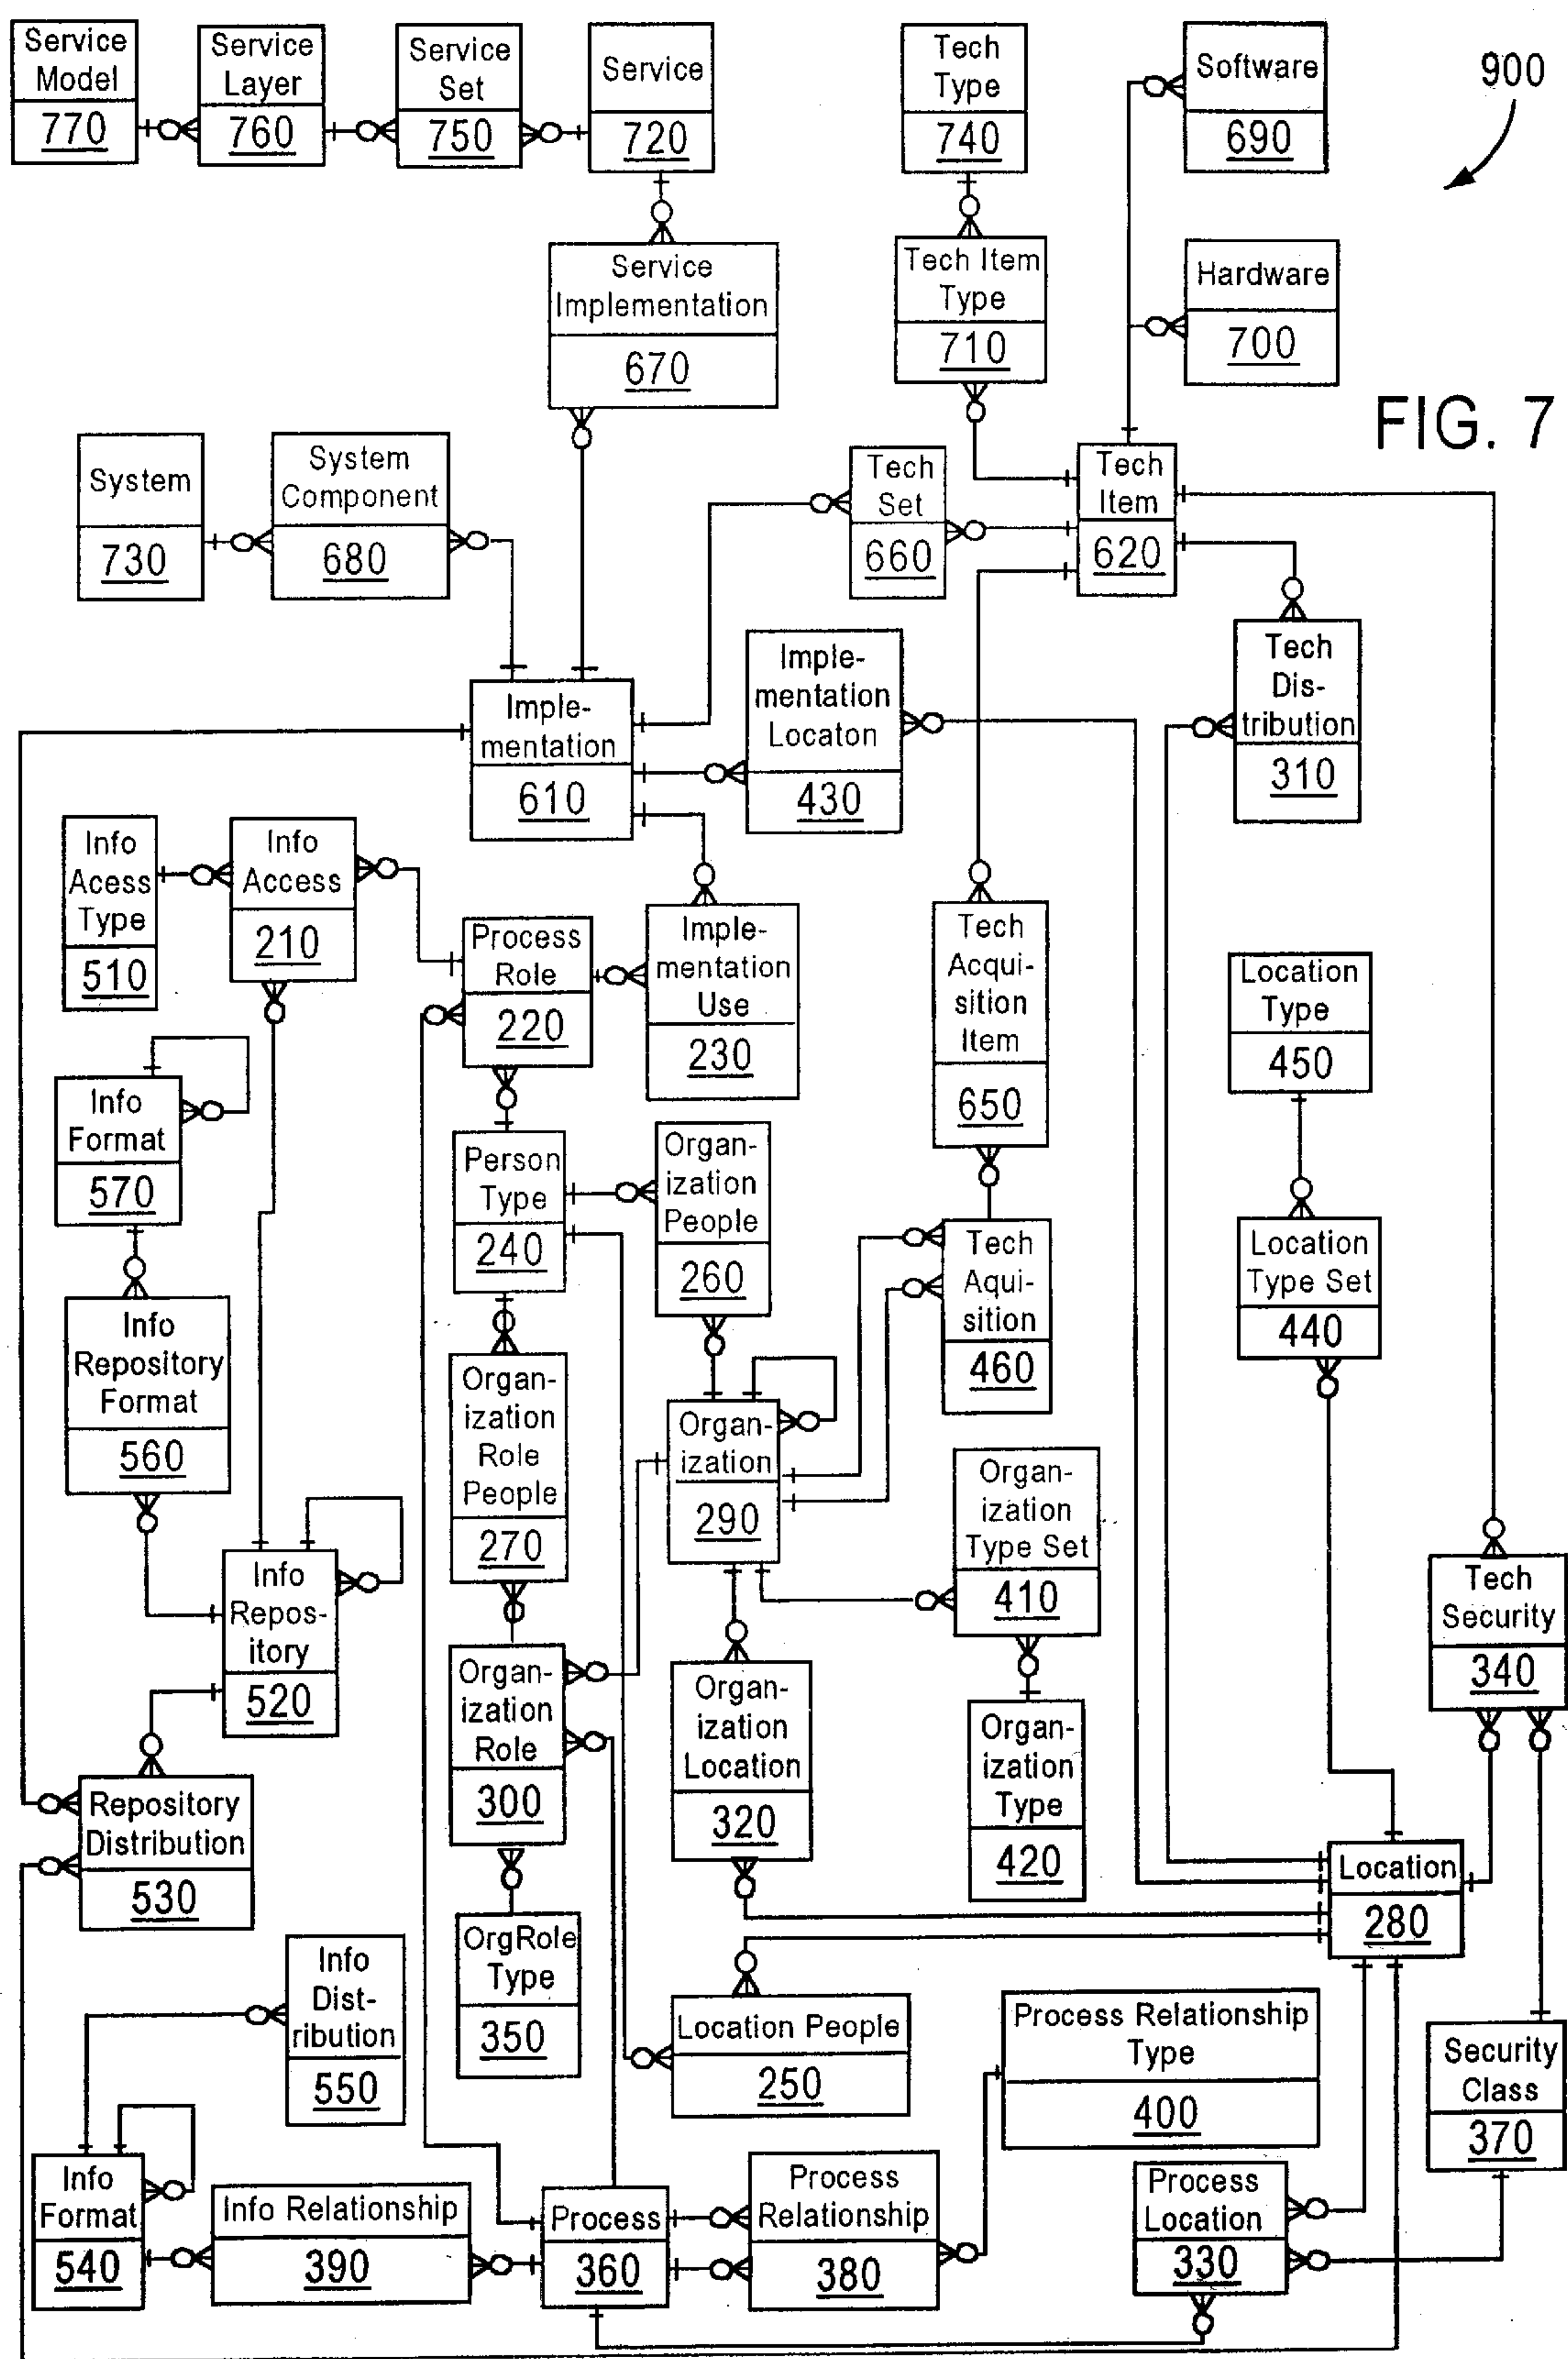 Service
Model
770
Service
Layer
760
Service
Set
750
Service
720
Tech
Type
740
Software
690
900
Service
Implementation
670
Tech Item
Type
710
Hardware
700
FIG. 7
System
730
System
Component
680
Tech
Set
660
Tech
Item
620
Imple-
mentation
610
Imple-
mentation
Locaton
430
Tech
Dis-
tribution
310
Info
Acess
Type
510
Info
Access
210
Process
Role
220
Imple-
mentation
Use
230
Tech
Acqui-
sition
Item
650
Location
Type
450
Info
Format
570
Person
Type
240
Organ-
ization
People
260
Tech
Aqui-
sition
460
Location
Type Set
440
Info
Repository
Format
560
Organ-
ization
Role
People
270
Organ-
ization
290
Organ-
ization
Type Set
410
Info
Repos-
itory
520
Tech
Security
340
Organ-
ization
Role
300
Organ-
ization
Location
320
Organ-
ization
Type
420
Repository
Distribution
530
Location
280
Info
Dist-
ribution
550
OrgRole
Type
350
Location People
250
Process Relationship
Type
400
Security
Class
370
Info
Format
540
Info Relationship
390
Process
360
Process
Relationship
380
Process
Location
330